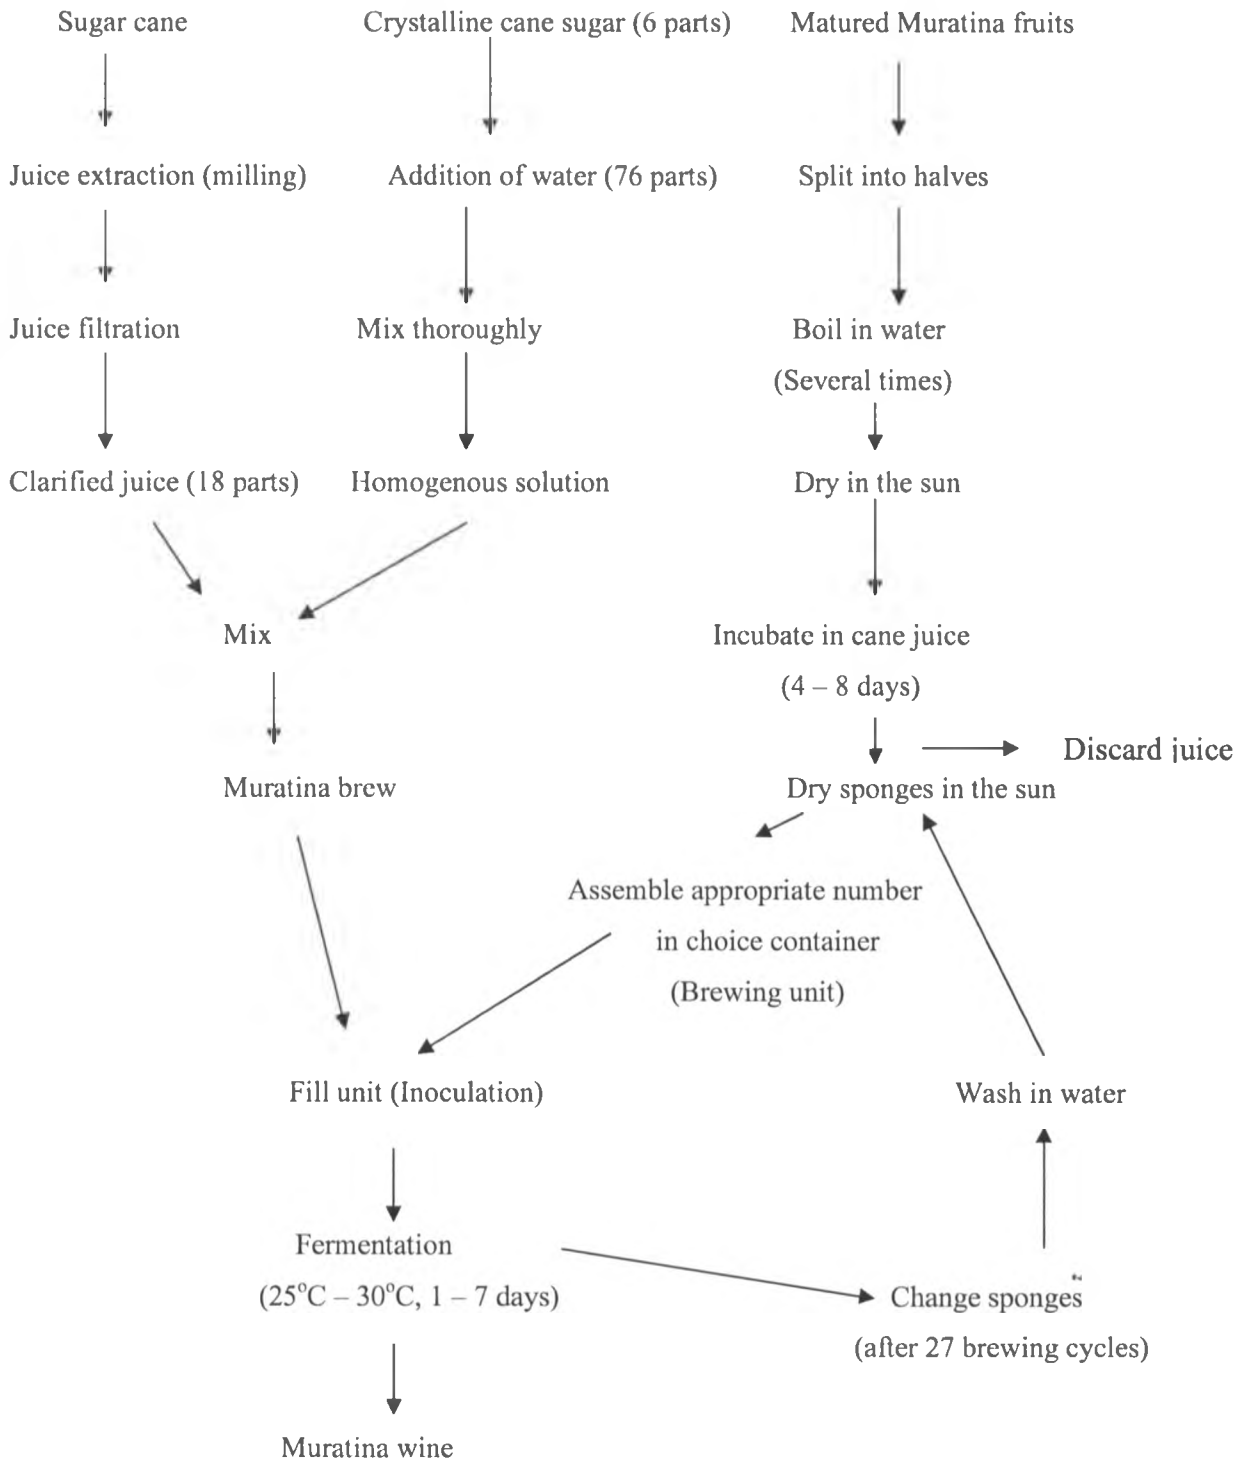 Sugar cane
Crystalline cane sugar (6 parts)
Matured Muratina fruits
Juice extraction (milling)
Addition of water (76 parts)
Split into halves
Juice filtration
Mix thoroughly
Boil in water
(Several times)
Clarified juice (18 parts)
Homogenous solution
Dry in the sun
Mix
Incubate in cane juice
(4 – 8 days)
Discard juice
Muratina brew
Dry sponges in the sun
Assemble appropriate number
in choice container
(Brewing unit)
Fill unit (Inoculation)
Wash in water
Fermentation
(25°C – 30°C, 1 – 7 days)
Change sponges
(after 27 brewing cycles)
Muratina wine